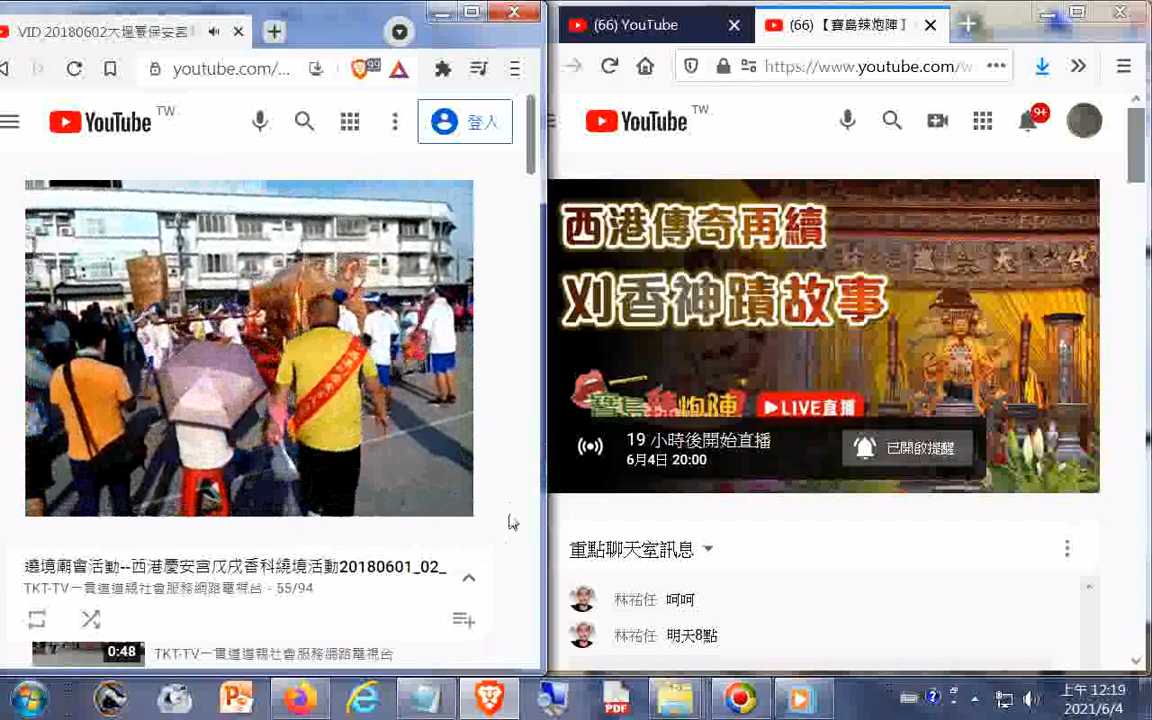 VID 20180602大塭寮保安宮
youtube.com/...
99
YouTube TW
登入
遶境廟會活動--西港慶安宮戊戌香科繞境活動20180601_02_
TKT-TV一貫道道親社會服務網路電視台 - 55/94
0:48
TKT-TV一貫道道親社會服務網路電視台
(66) YouTube
(66) 【寶島辣炮陣】
https://www.youtube.com/w
YouTube TW
9+
西港傳奇再續
刈香神蹟故事
寶島辣炮陣
LIVE直播
19 小時後開始直播
6月4日 20:00
已開啟提醒
重點聊天室訊息
林祐任 呵呵
林祐任 明天8點
PDF
上午 12:19
2021/6/4